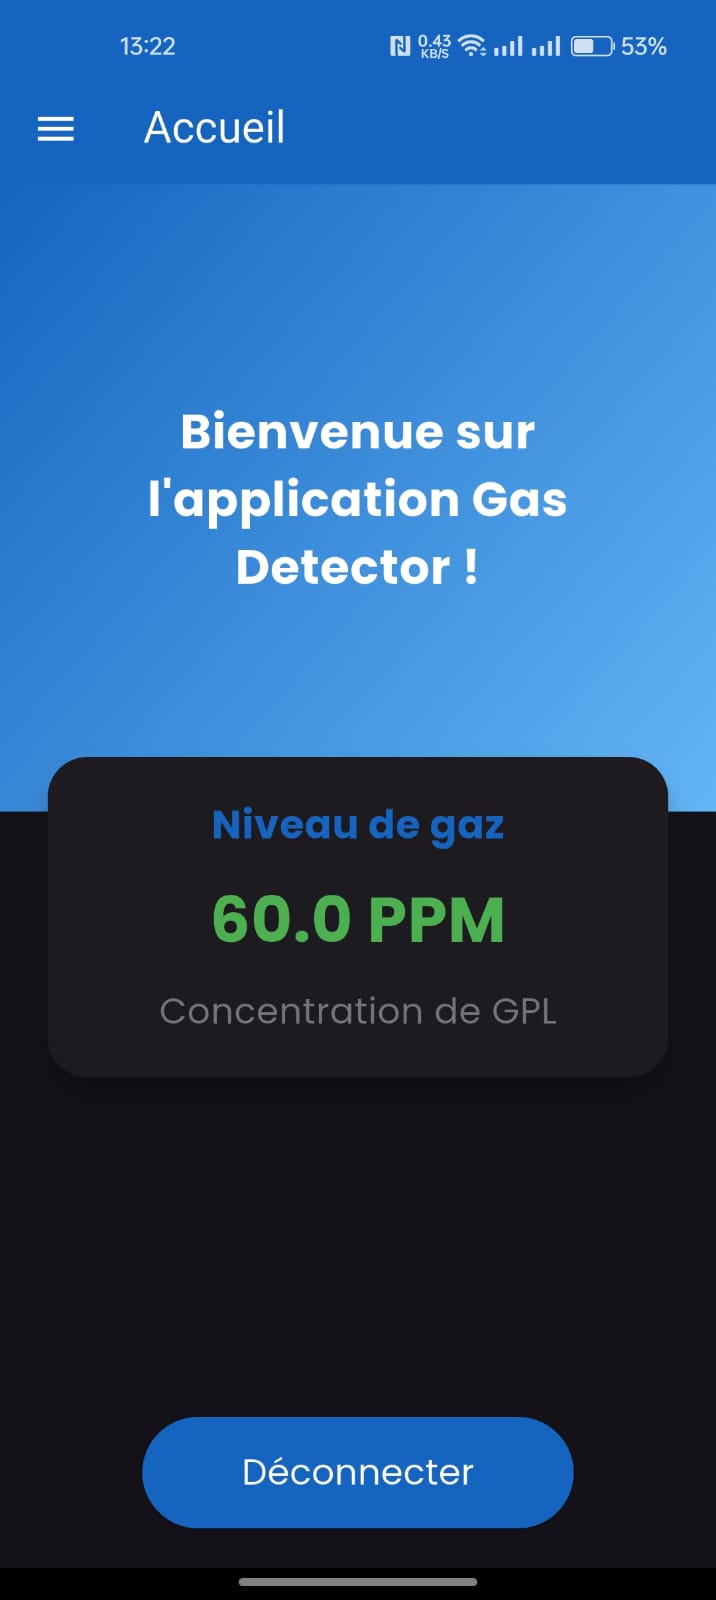 13:22 0.43 KB/S 53%
Accueil
Bienvenue sur
l'application Gas
Detector !
Niveau de gaz
60.0 PPM
Concentration de GPL
Déconnecter